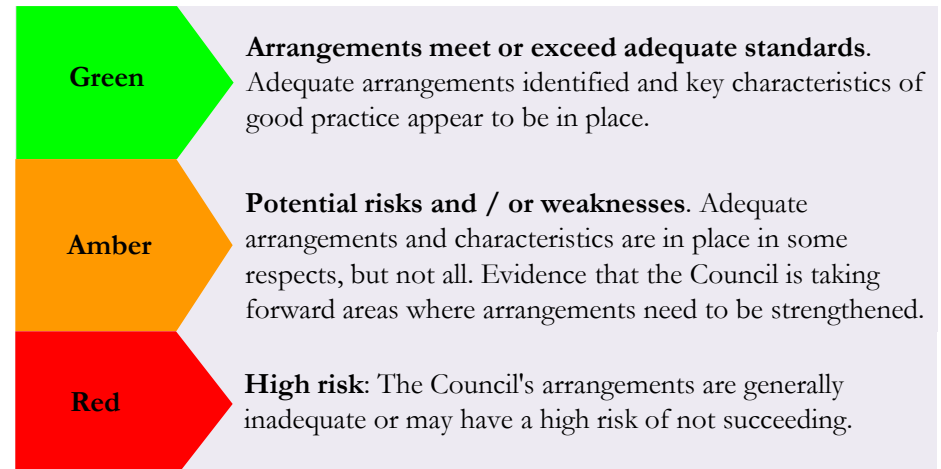 Green
Arrangements meet or exceed adequate standards.
Adequate arrangements identified and key characteristics of
good practice appear to be in place.
Amber
Potential risks and / or weaknesses. Adequate
arrangements and characteristics are in place in some
respects, but not all. Evidence that the Council is taking
forward areas where arrangements need to be strengthened.
Red
High risk: The Council's arrangements are generally
inadequate or may have a high risk of not succeeding.